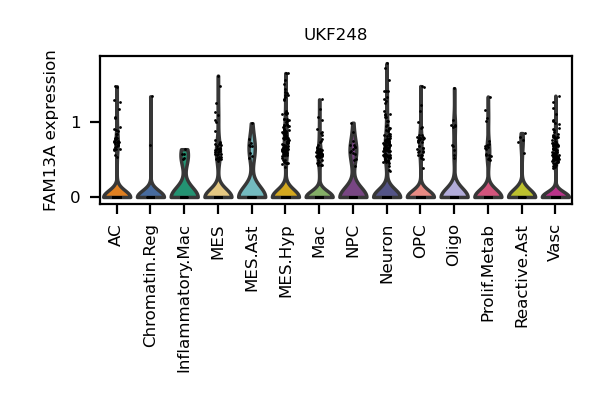 UKF248
FAM13A expression
1
0
AC
Chromatin.Reg
Inflammatory.Mac
MES
MES.Ast
MES.Hyp
Mac
NPC
Neuron
OPC
Oligo
Prolif.Metab
Reactive.Ast
Vasc